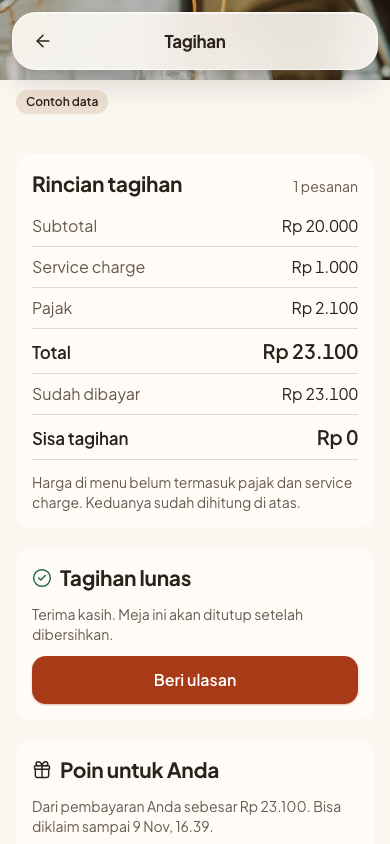 Tagihan
Contoh data
Rincian tagihan
1 pesanan
Subtotal
Rp 20.000
Service charge
Rp 1.000
Pajak
Rp 2.100
Total
Rp 23.100
Sudah dibayar
Rp 23.100
Sisa tagihan
Rp 0
Harga di menu belum termasuk pajak dan service
charge. Keduanya sudah dihitung di atas.
Tagihan lunas
Terima kasih. Meja ini akan ditutup setelah
dibersihkan.
Beri ulasan
Poin untuk Anda
Dari pembayaran Anda sebesar Rp 23.100. Bisa
diklaim sampai 9 Nov, 16.39.